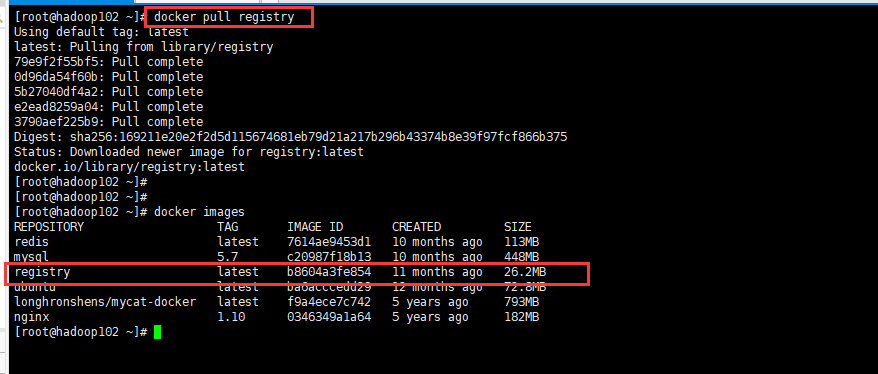 [root@hadoop102 ~]# docker pull registry
Using default tag: latest
latest: Pulling from library/registry
79e9f2f55bf5: Pull complete
0d96da54f60b: Pull complete
5b27040df4a2: Pull complete
e2ead8259a04: Pull complete
3790aef225b9: Pull complete
Digest: sha256:169211e20e2f2d5d115674681eb79d21a217b296b43374b8e39f97fcf866b375
Status: Downloaded newer image for registry:latest
docker.io/library/registry:latest
[root@hadoop102 ~]#
[root@hadoop102 ~]#
[root@hadoop102 ~]# docker images
REPOSITORY TAG IMAGE ID CREATED SIZE
redis latest 7614ae9453d1 10 months ago 113MB
mysql 5.7 c20987f18b13 10 months ago 448MB
registry latest b8604a3fe854 11 months ago 26.2MB
ubuntu latest ba6acccedd29 12 months ago 72.8MB
longhronshens/mycat-docker latest f9a4ece7c742 5 years ago 793MB
nginx 1.10 0346349a1a64 5 years ago 182MB
[root@hadoop102 ~]#